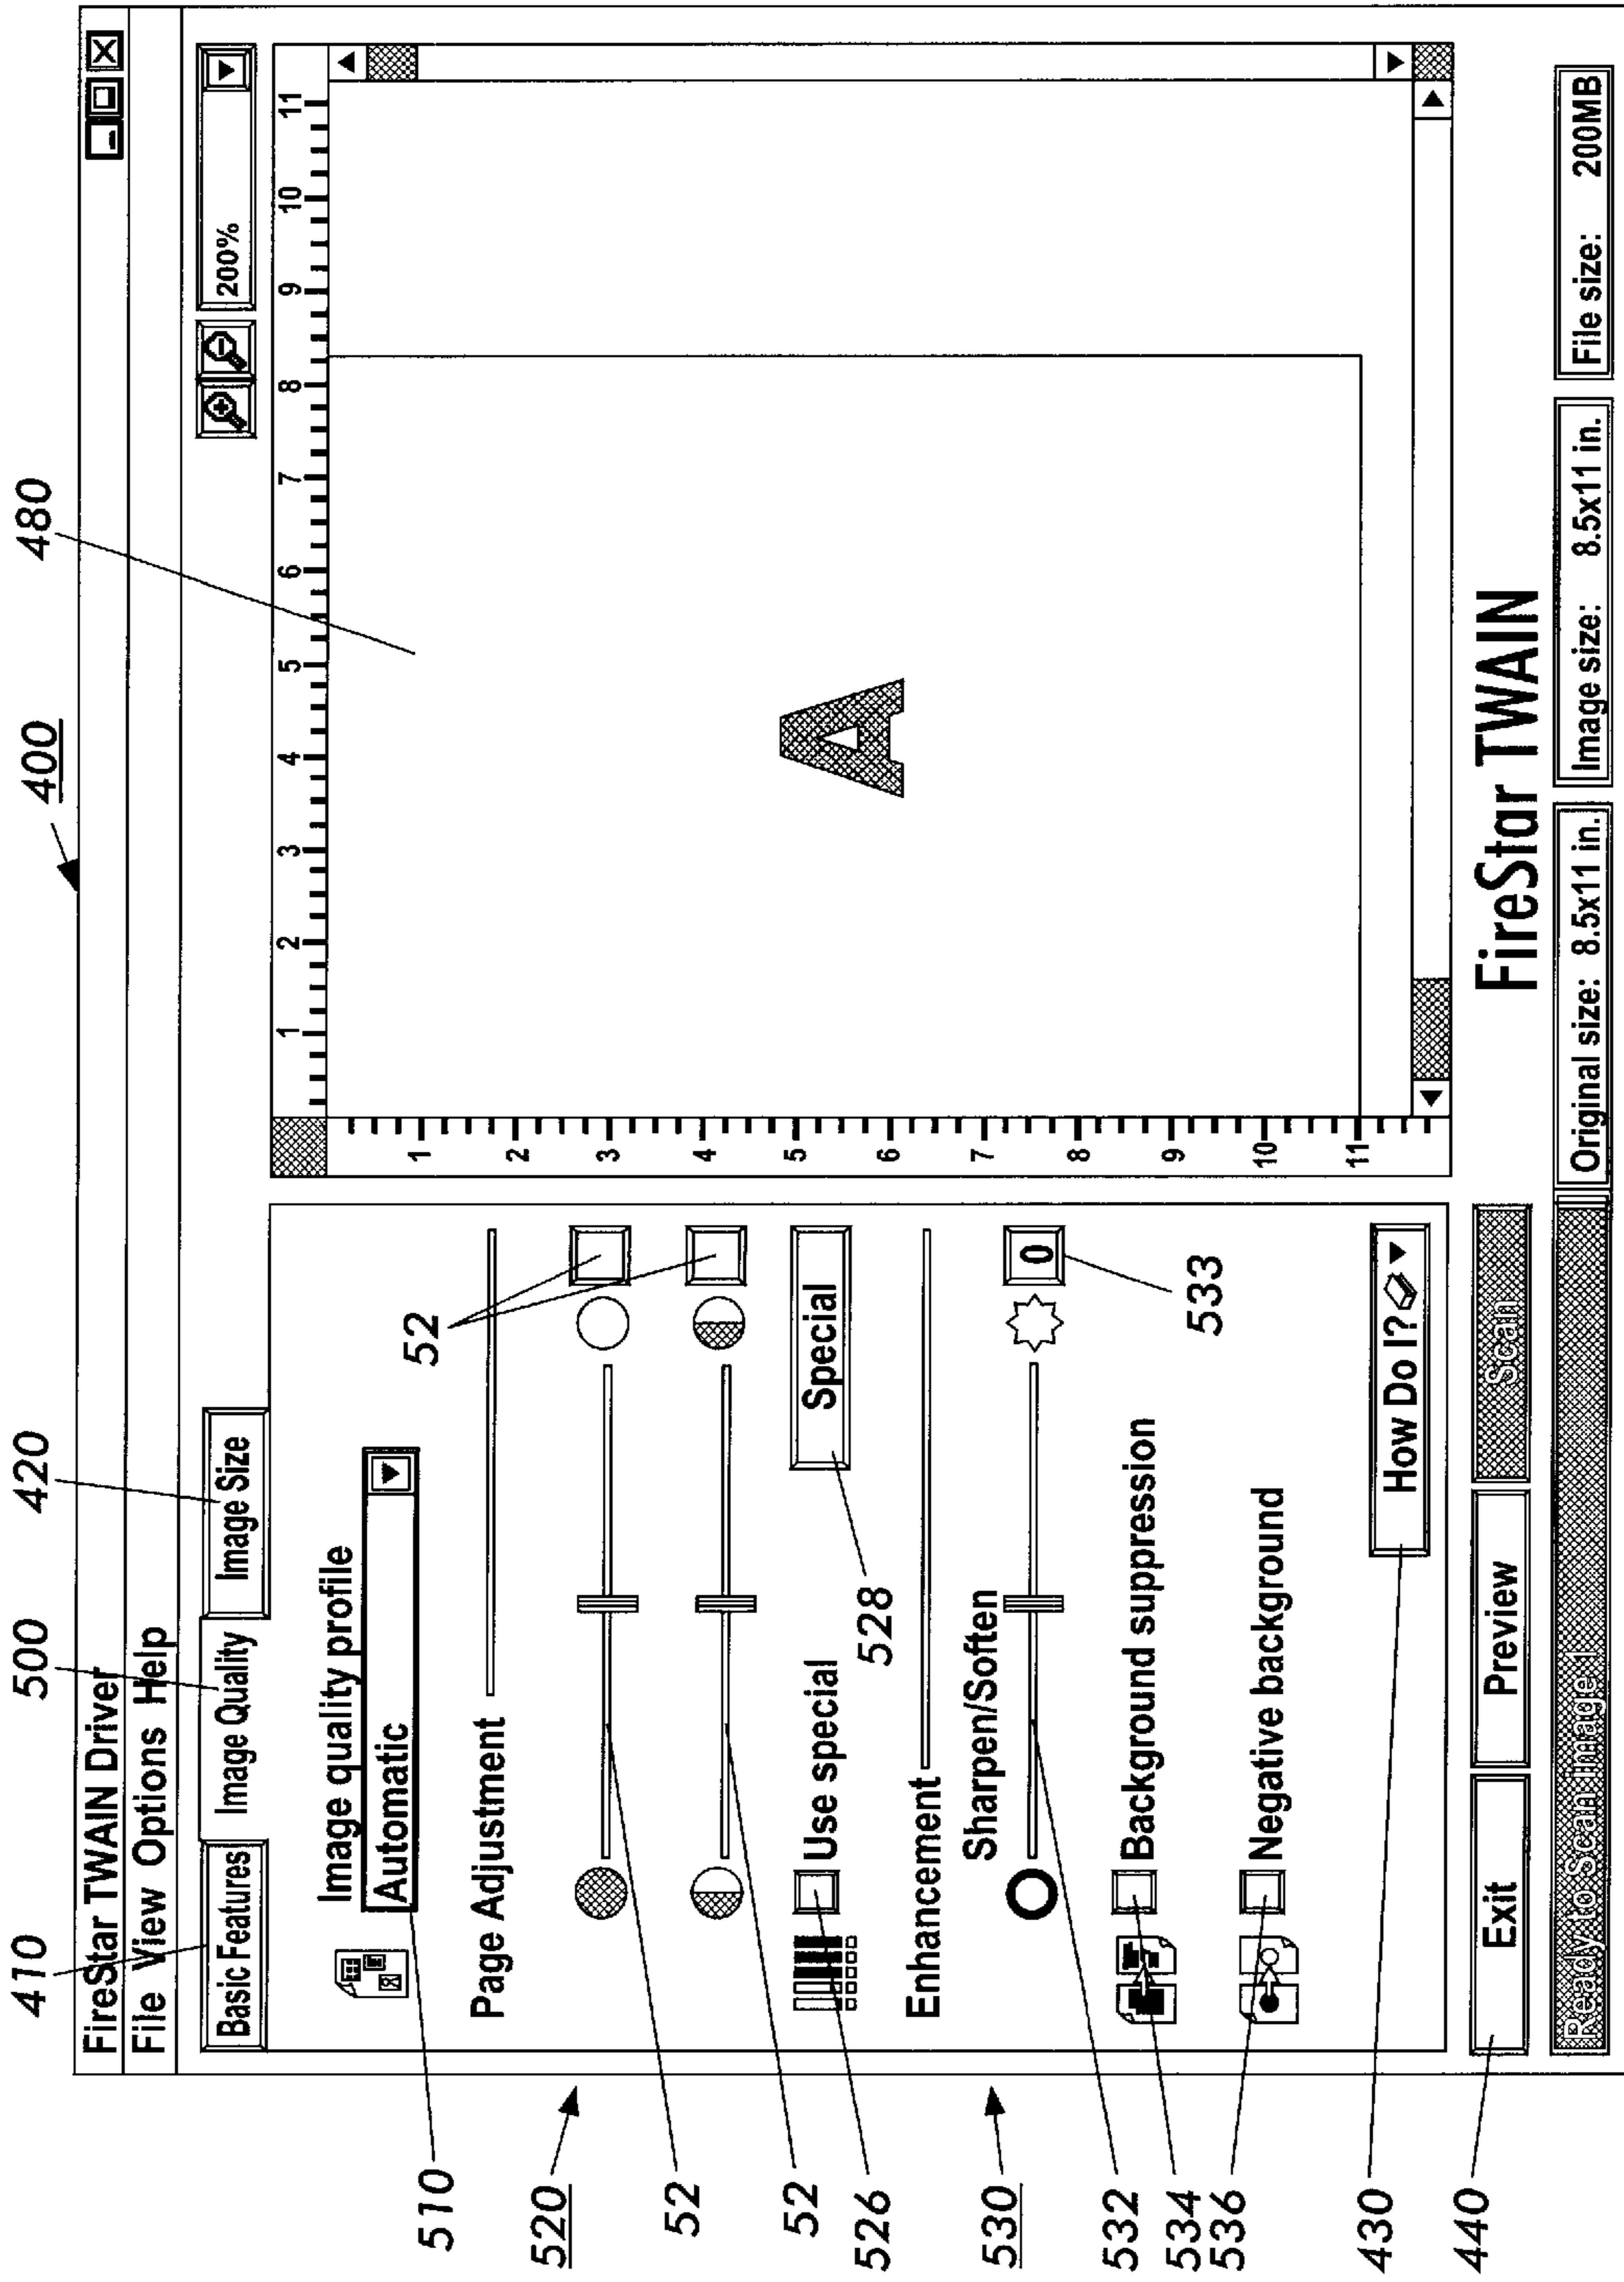 400
480
410
500
420
FireStar TWAIN Driver
File View Options Help
Basic Features
Image Quality
Image Size
200%
Image quality profile
Automatic
510
Page Adjustment
520
52
52
52
Use special
526
Special
528
Enhancement
530
Sharpen/Soften
532
0
533
Background suppression
534
Negative background
536
How Do I?
430
1 2 3 4 5 6 7 8 9 10 11
1
2
3
4
5
6
7
8
9
10
11
A
Exit
Preview
Scan
440
FireStar TWAIN
Ready to Scan image 1
Original size: 8.5x11 in.
Image size: 8.5x11 in.
File size: 200MB